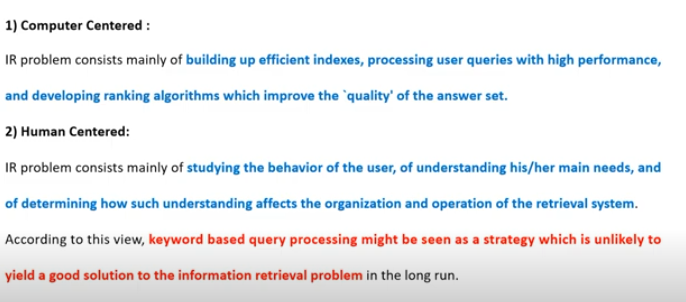 1) Computer Centered :
IR problem consists mainly of building up efficient indexes, processing user queries with high performance,
and developing ranking algorithms which improve the `quality' of the answer set.
2) Human Centered:
IR problem consists mainly of studying the behavior of the user, of understanding his/her main needs, and
of determining how such understanding affects the organization and operation of the retrieval system.
According to this view, keyword based query processing might be seen as a strategy which is unlikely to
yield a good solution to the information retrieval problem in the long run.